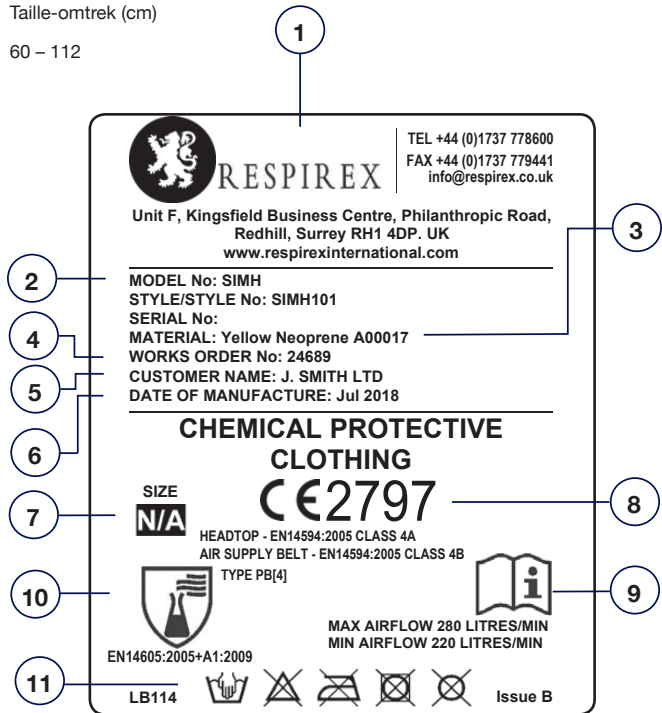 Taille-omtrek (cm)
60 – 112
1
RESPIREX
TEL +44 (0)1737 778600
FAX +44 (0)1737 779441
info@respirex.co.uk
Unit F, Kingsfield Business Centre, Philanthropic Road,
Redhill, Surrey RH1 4DP. UK
www.respirexinternational.com
3
2
MODEL No: SIMH
STYLE/STYLE No: SIMH101
SERIAL No:
MATERIAL: Yellow Neoprene A00017
4
WORKS ORDER No: 24689
5
CUSTOMER NAME: J. SMITH LTD
DATE OF MANUFACTURE: Jul 2018
6
CHEMICAL PROTECTIVE
CLOTHING
SIZE
CE2797
7
N/A
8
HEADTOP - EN14594:2005 CLASS 4A
AIR SUPPLY BELT - EN14594:2005 CLASS 4B
TYPE PB[4]
i
10
9
MAX AIRFLOW 280 LITRES/MIN
MIN AIRFLOW 220 LITRES/MIN
EN14605:2005+A1:2009
11
LB114
Issue B